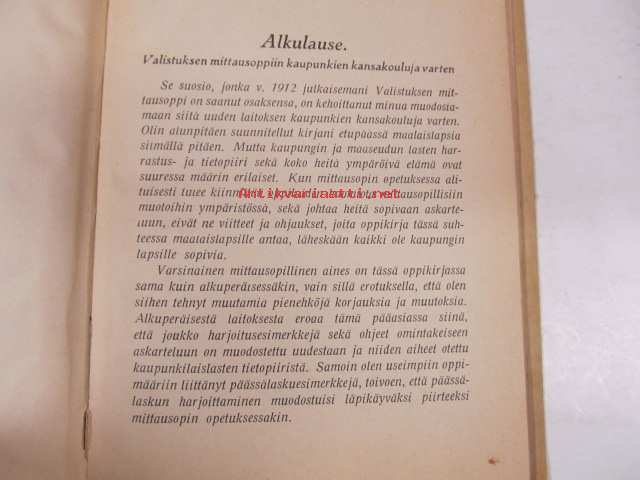 Alkulause.
Valistuksen mittausoppiin kaupunkien kansakouluja varten
Se suosio, jonka v. 1912 julkaisemani Valistuksen mit-
tausoppi on saanut osaksensa, on kehoittanut minua muodosta-
maan siitä uuden laitoksen kaupunkien kansakouluja varten.
Olin alunpitäen suunnitellut kirjani etupäässä maalaislapsia
silmällä pitäen. Mutta kaupungin ja maaseudun lasten har-
rastus- ja tietopiiri sekä koko heitä ympäröivä elämä ovat
suuressa määrin erilaiset. Kun mittausopin opetuksessa ali-
tuisesti tulee kiinnittää oppilaiden huomiota mittausopillisiin
Antikvariaatti.net
muotoihin ympäristössä, sekä johtaa heitä sopivaan askarte-
luun, eivät ne viitteet ja ohjaukset, joita oppikirja tässä suh-
teessa maalaislapsille antaa, läheskään kaikki ole kaupungin
lapsille sopivia.
Varsinainen mittausopillinen aines on tässä oppikirjassa
sama kuin alkuperäisessäkin, vain sillä erotuksella, että olen
siihen tehnyt muutamia pienehköjä korjauksia ja muutoksia.
Alkuperäisestä laitoksesta eroaa tämä pääasiassa siinä,
että joukko harjoitusesimerkkejä sekä ohjeet omintakeiseen
askarteluun on muodostettu uudestaan ja niiden aiheet otettu
kaupunkilaislasten tietopiiristä. Samoin olen useimpiin oppi-
määriin liittänyt päässälaskuesimerkkejä, toivoen, että päässä-
laskun harjoittaminen muodostuisi läpikäyväksi piirteeksi
mittausopin opetuksessakin.